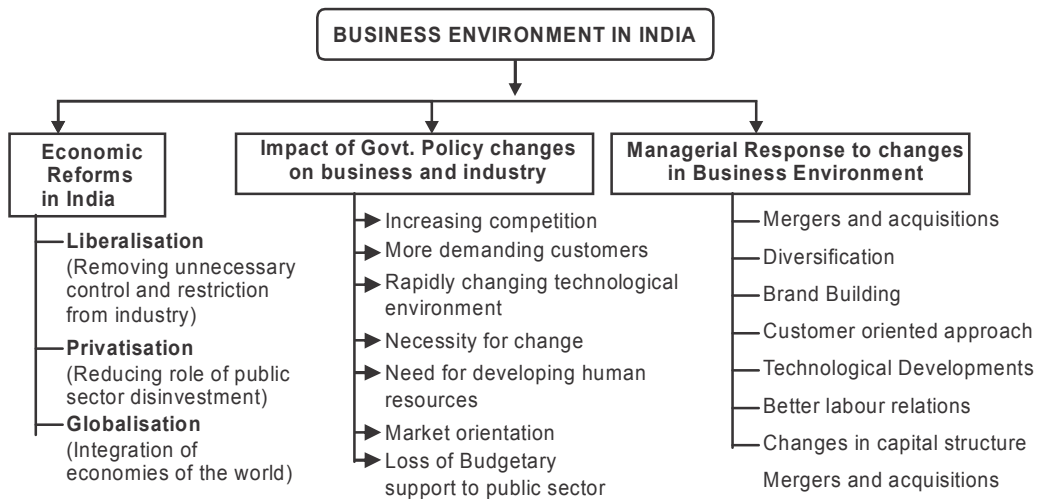 BUSINESS ENVIRONMENT IN INDIA
Economic
Reforms
in India
Liberalisation
(Removing unnecessary
control and restriction
from industry)
Privatisation
(Reducing role of public
sector disinvestment)
Globalisation
(Integration of
economies of the world)
Impact of Govt. Policy changes
on business and industry
Increasing competition
More demanding customers
Rapidly changing technological
environment
Necessity for change
Need for developing human
resources
Market orientation
Loss of Budgetary
support to public sector
Managerial Response to changes
in Business Environment
Mergers and acquisitions
Diversification
Brand Building
Customer oriented approach
Technological Developments
Better labour relations
Changes in capital structure
Mergers and acquisitions